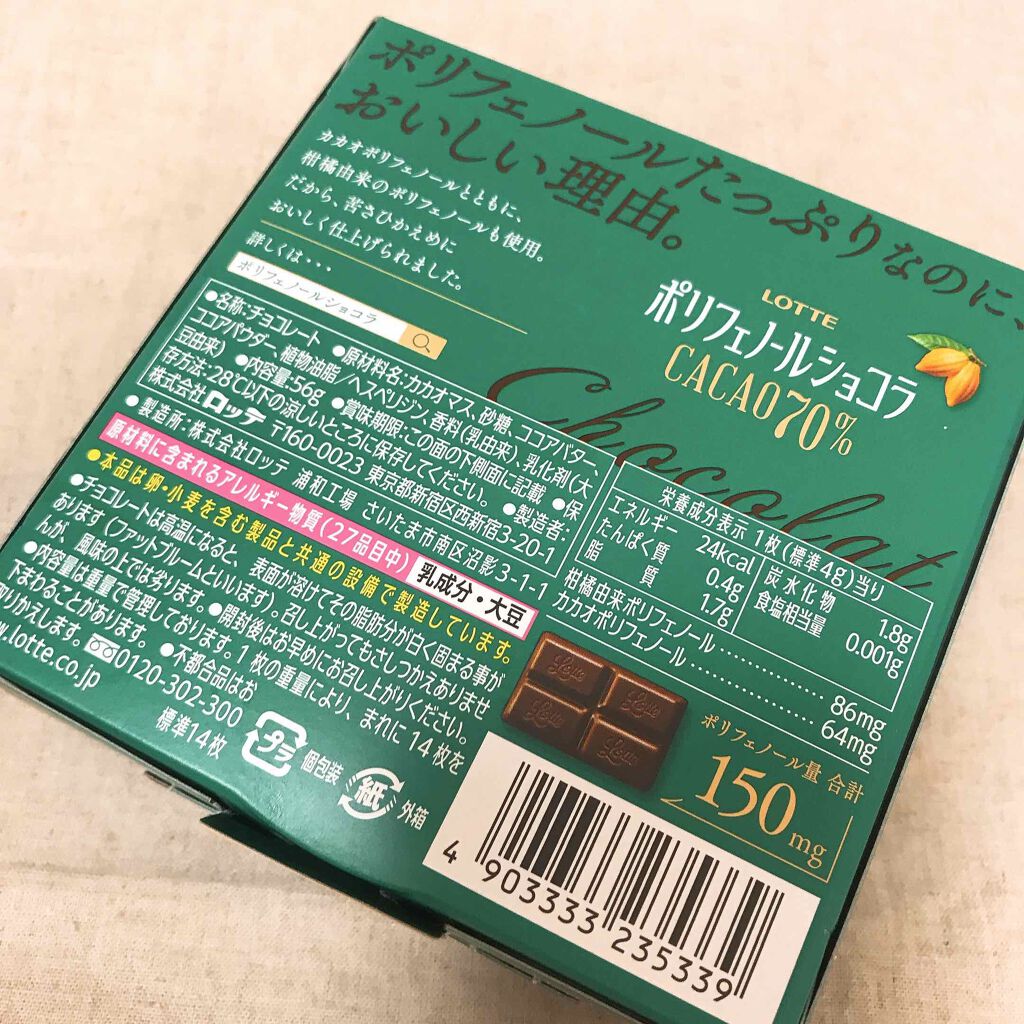 ポリフェノールたっぷりなのに、
おいしい理由。
カカオポリフェノールとともに、
柑橘由来のポリフェノールも使用。
だから、苦さひかえめに
おいしく仕上げられました。
詳しくは・・・
ポリフェノールショコラ
LOTTE
ポリフェノールショコラ
CACAO70%
Chocolat
●名称:チョコレート ●原材料名:カカオマス、砂糖、ココアバター、
ココアパウダー、植物油脂/ヘスペリジン、香料(乳由来)、乳化剤(大
豆由来) ●内容量:56g ●賞味期限:この面の下側面に記載 ●保
存方法:28℃以下の涼しいところに保存してください。 ●製造者:
株式会社ロッテ 〒160-0023 東京都新宿区西新宿3-20-1
●製造所:株式会社ロッテ 浦和工場 さいたま市南区沼影3-1-1
原材料に含まれるアレルギー物質(27品目中) 乳成分・大豆
●本品は卵・小麦を含む製品と共通の設備で製造しています。
●チョコレートは高温になると、表面が溶けてその脂肪分が白く固まる事が
あります(ファットブルームといいます)。召し上がってもさしつかえありませ
んが、風味の上では劣ります。●開封後はお早めにお召し上がりください。
●内容量は重量で管理しております。1枚の重量により、まれに14枚を
下まわることがあります。 ●不都合品はお
取りかえします。 0120-302-300
w.lotte.co.jp
標準14枚
プラ 個包装
紙 外箱
栄養成分表示 1枚(標準4g)当り
エネルギー 24kcal 炭水化物 1.8g
たんぱく質 0.4g 食塩相当量 0.001g
脂質 1.7g
柑橘由来ポリフェノール 86mg
カカオポリフェノール 64mg
Lotte Lotte
Lotte Lotte
ポリフェノール量 合計
150mg
4 903333 235339